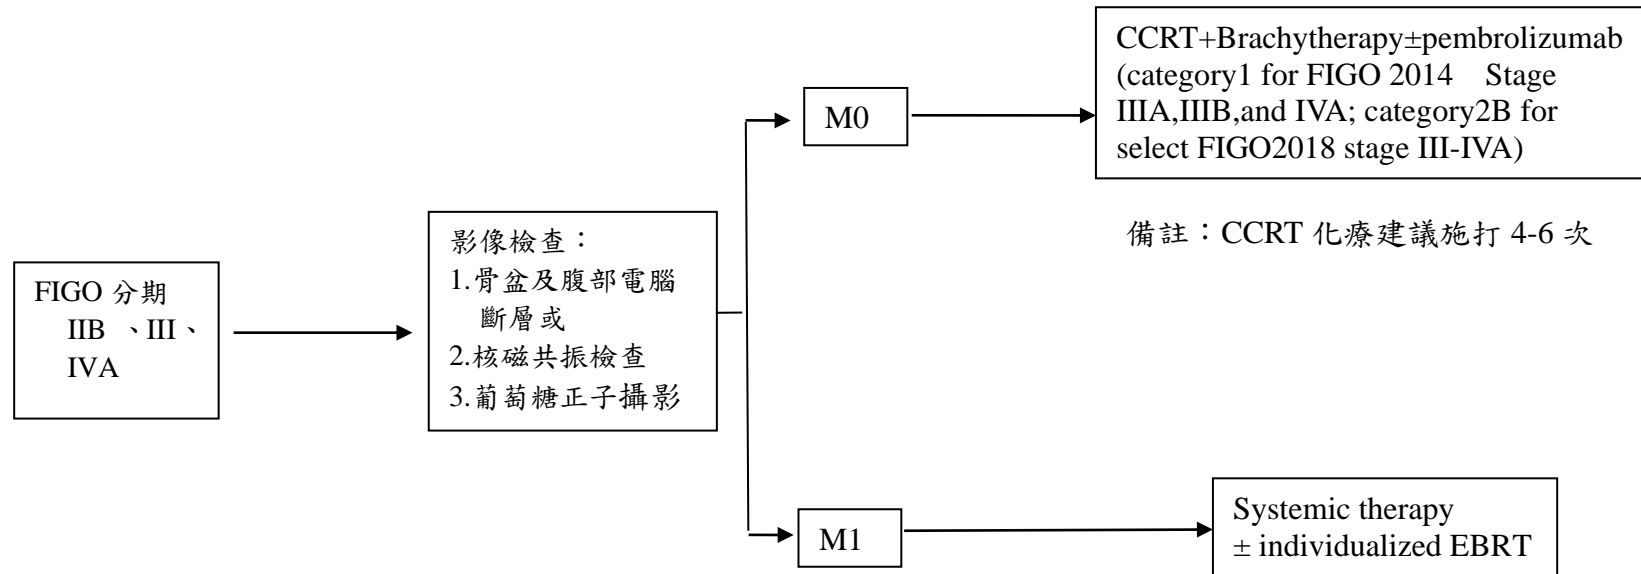 FIGO 分期
IIB 、III、
IVA
影像檢查：
1.骨盆及腹部電腦
斷層或
2.核磁共振檢查
3.葡萄糖正子攝影
M0
CCRT+Brachytherapy±pembrolizumab
(category1 for FIGO 2014 Stage
IIIA,IIIB,and IVA; category2B for
select FIGO2018 stage III-IVA)
備註：CCRT 化療建議施打 4-6 次
M1
Systemic therapy
± individualized EBRT